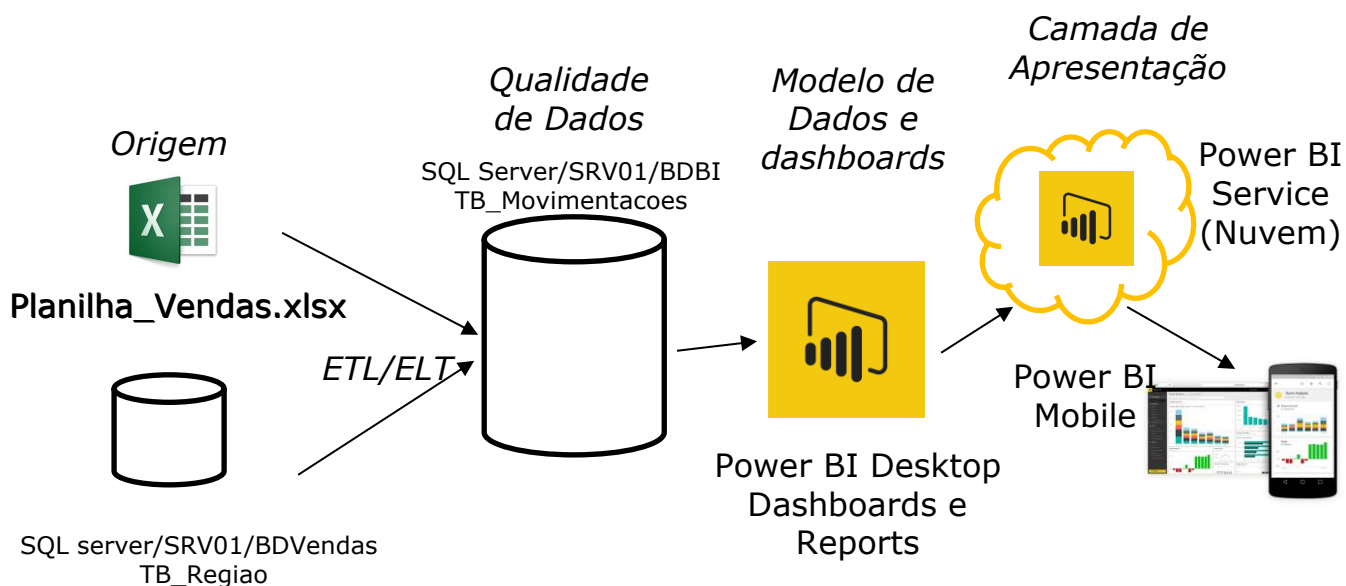 Origem
Planilha_Vendas.xlsx
SQL server/SRV01/BDVendas
TB_Regiao
ETL/ELT
Qualidade
de Dados
SQL Server/SRV01/BDBI
TB_Movimentacoes
Modelo de
Dados e
dashboards
Power BI Desktop
Dashboards e
Reports
Camada de
Apresentação
Power BI
Service
(Nuvem)
Power BI
Mobile